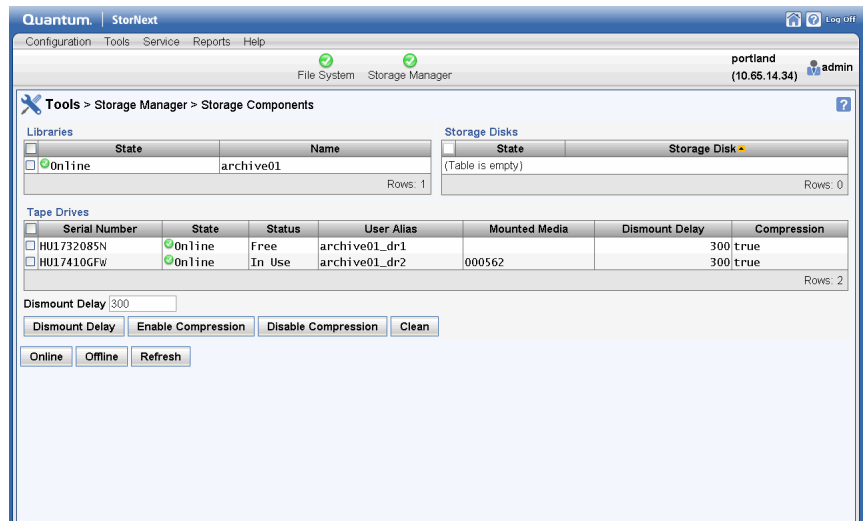 Quantum. StorNext Log Off
Configuration Tools Service Reports Help
File System Storage Manager
portland
(10.65.14.34)
admin
Tools > Storage Manager > Storage Components
Libraries
State Name
Online archive01
Rows: 1
Storage Disks
State Storage Disk
(Table is empty)
Rows: 0
Tape Drives
Serial Number State Status User Alias Mounted Media Dismount Delay Compression
HU1732085N Online Free archive01_dr1 300 true
HU17410GFW Online In Use archive01_dr2 000562 300 true
Rows: 2
Dismount Delay 300
Dismount Delay Enable Compression Disable Compression Clean
Online Offline Refresh